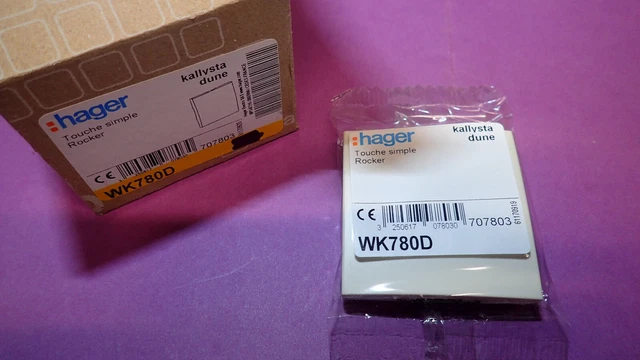 :hager
kallysta
dune
Touche simple
Rocker
CE
707803
WK780D
:hager
kallysta
dune
Touche simple
Rocker
CE
3 250617 078030
707803
6170919
WK780D